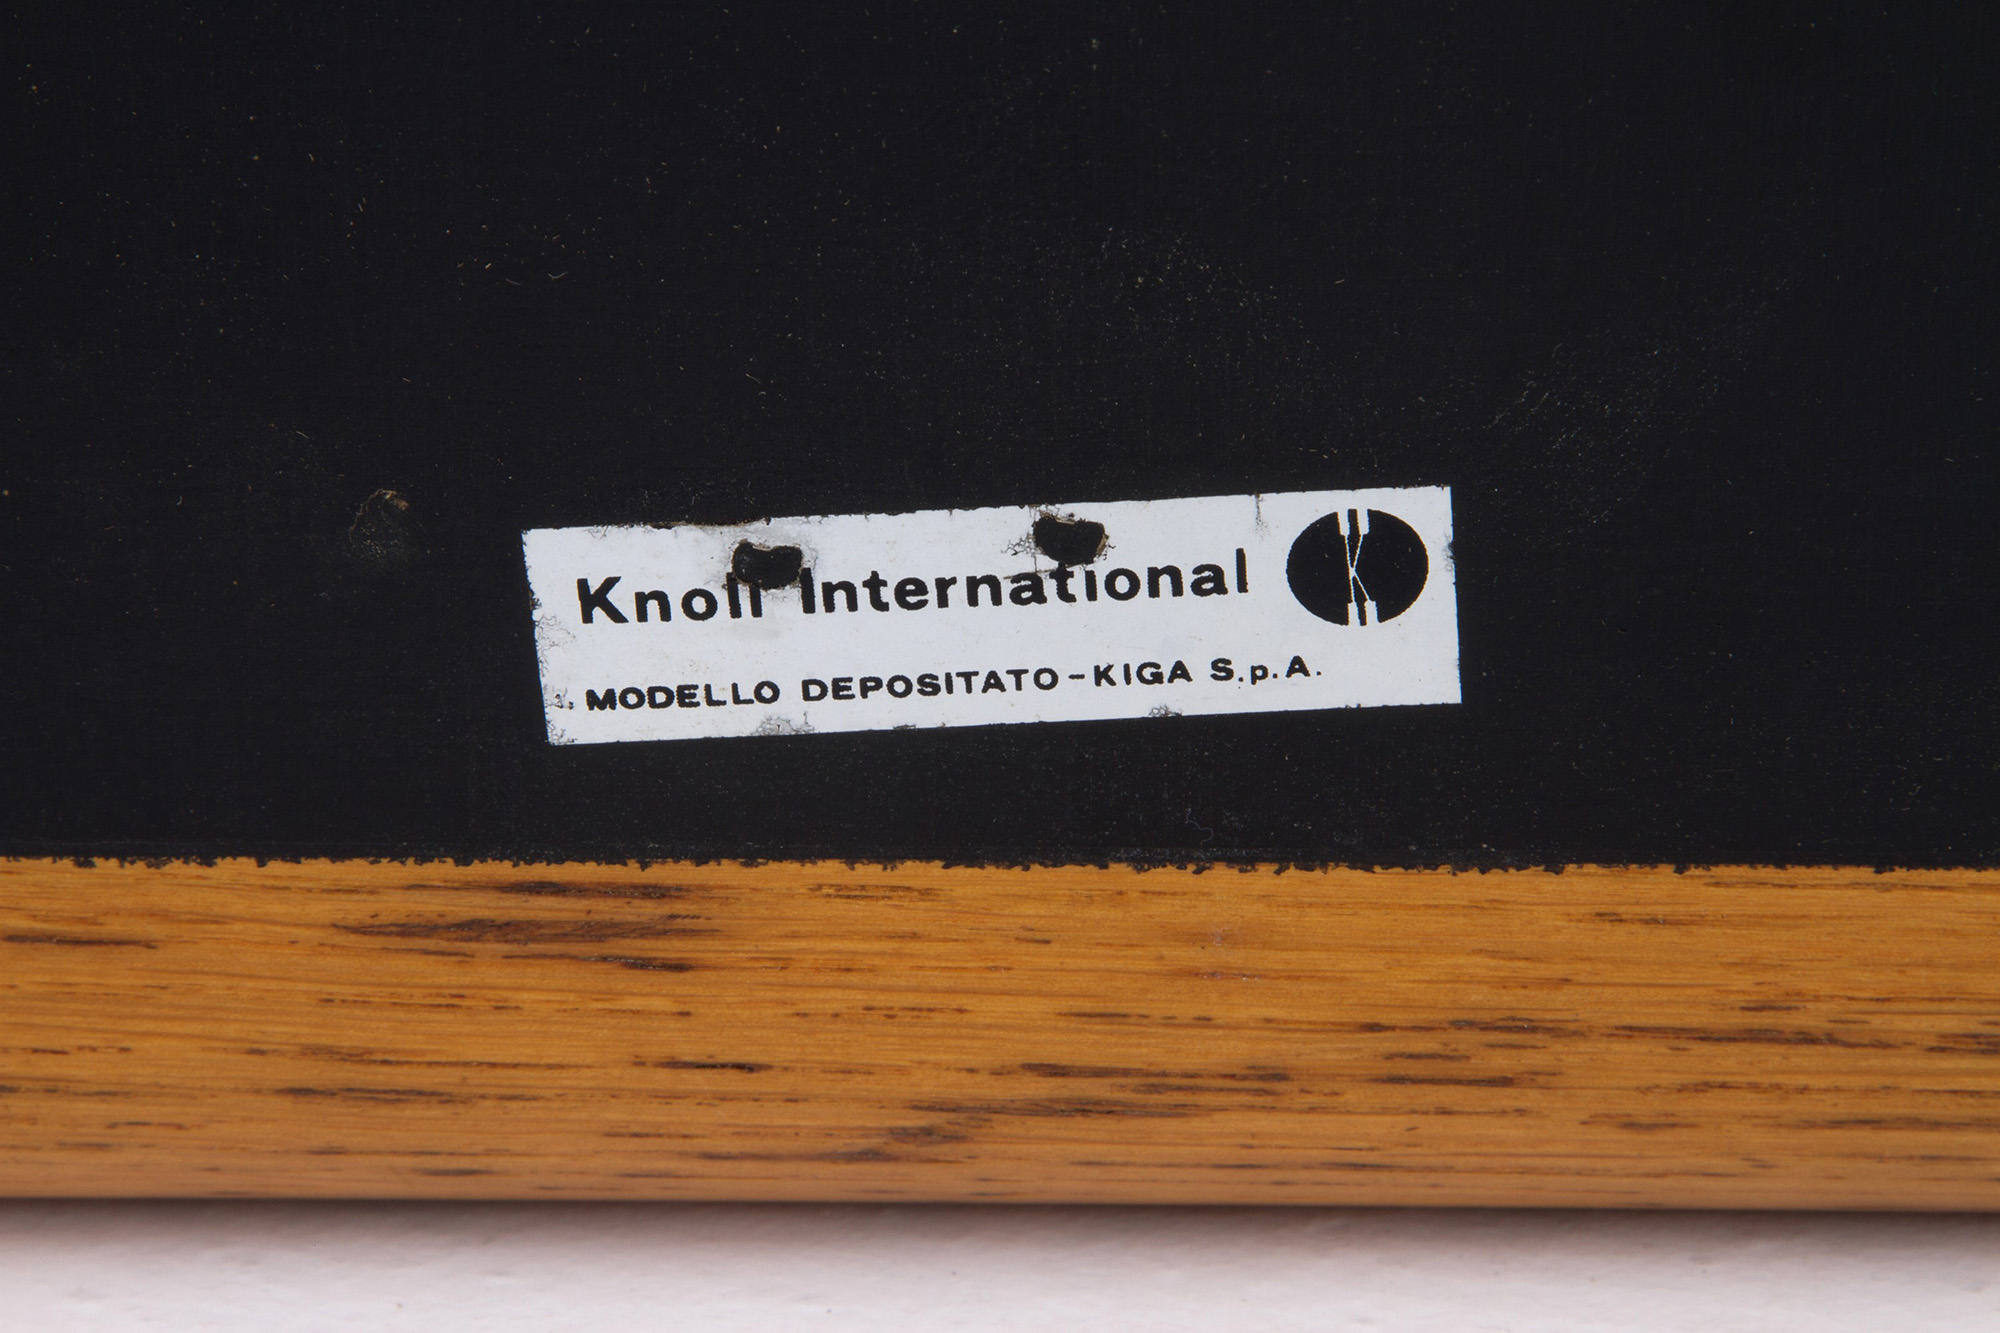 Knoll International
MODELLO DEPOSITATO-KIGA S.p.A.